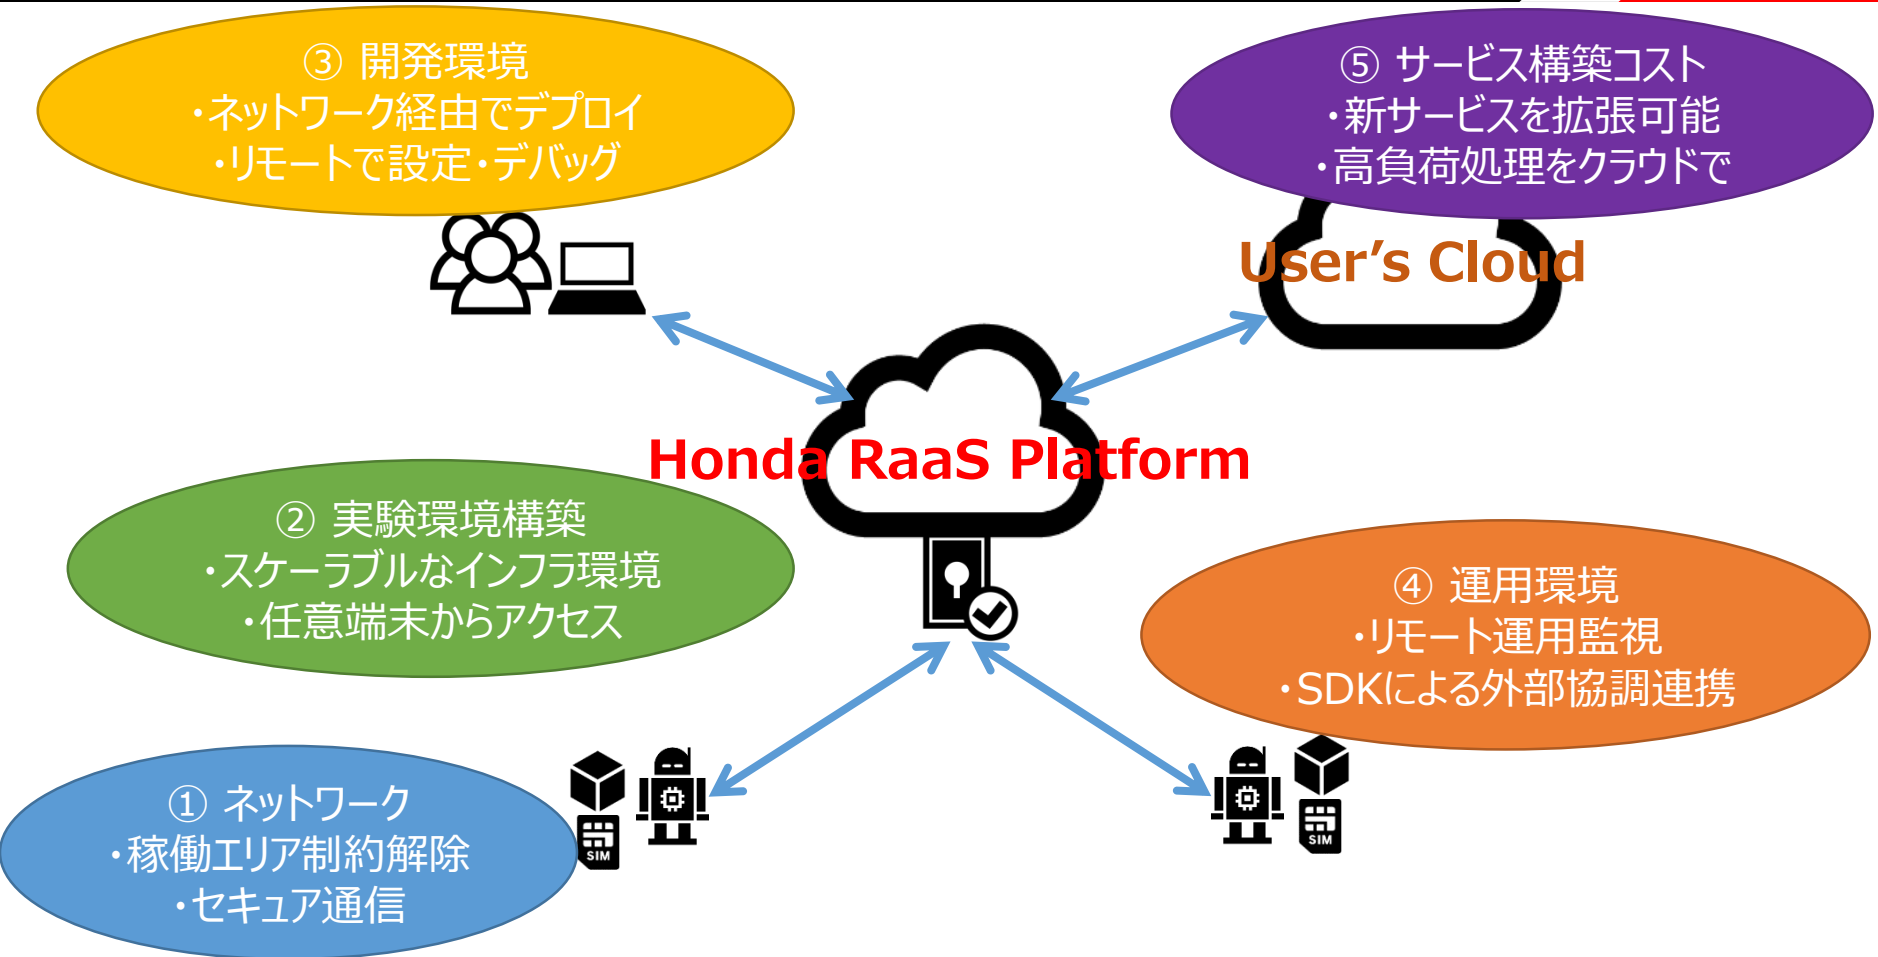 ③ 開発環境
・ネットワーク経由でデプロイ
・リモートで設定・デバッグ
⑤ サービス構築コスト
・新サービスを拡張可能
・高負荷処理をクラウドで
User’s Cloud
Honda RaaS Platform
② 実験環境構築
・スケーラブルなインフラ環境
・任意端末からアクセス
④ 運用環境
・リモート運用監視
・SDKによる外部協調連携
① ネットワーク
・稼働エリア制約解除
・セキュア通信
SIM
SIM